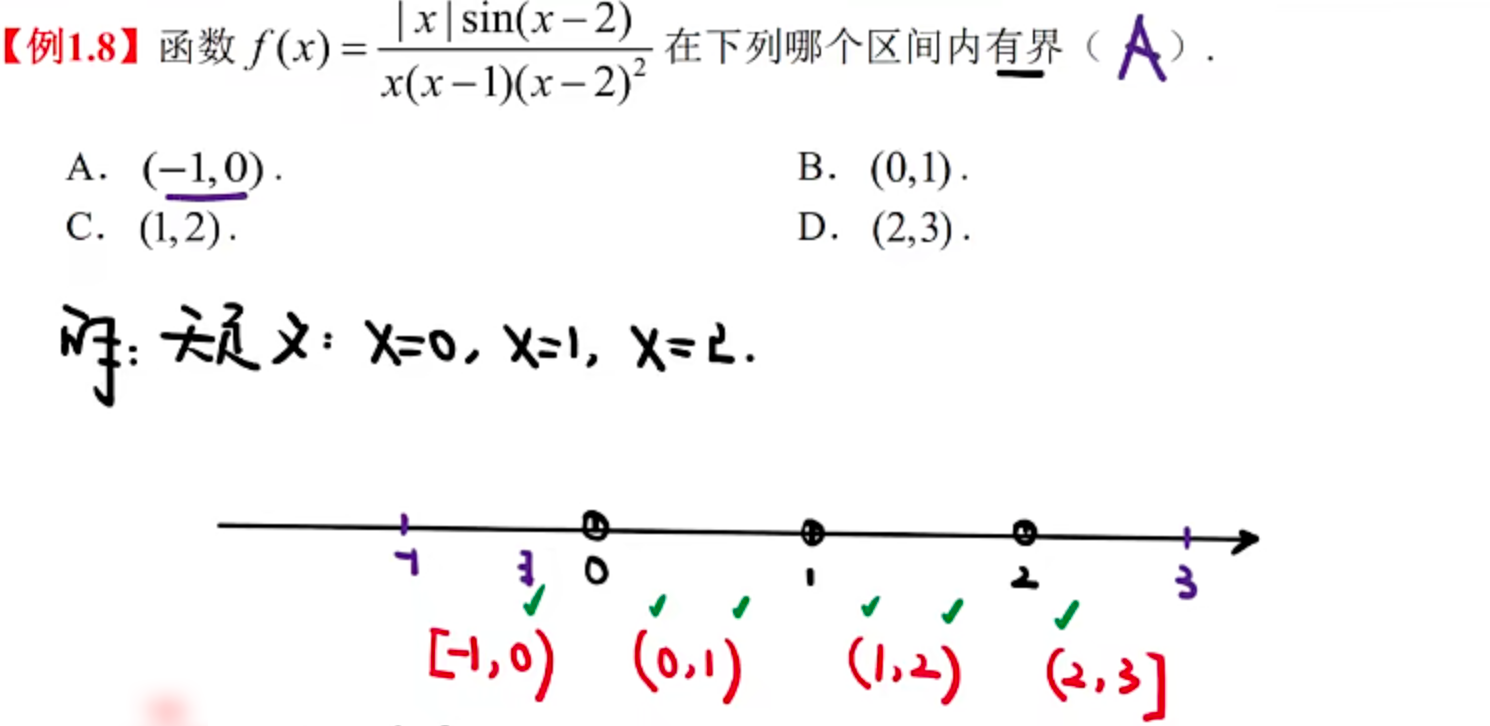 【例1.8】函数 f(x) = |x|sin(x−2) / x(x−1)(x−2)² 在下列哪个区间内有界（ A ）.
A. (−1,0). B. (0,1).
C. (1,2). D. (2,3).
解: 无定义: x=0, x=1, x=2.
-1 0 1 2 3
[-1,0) (0,1) (1,2) (2,3]